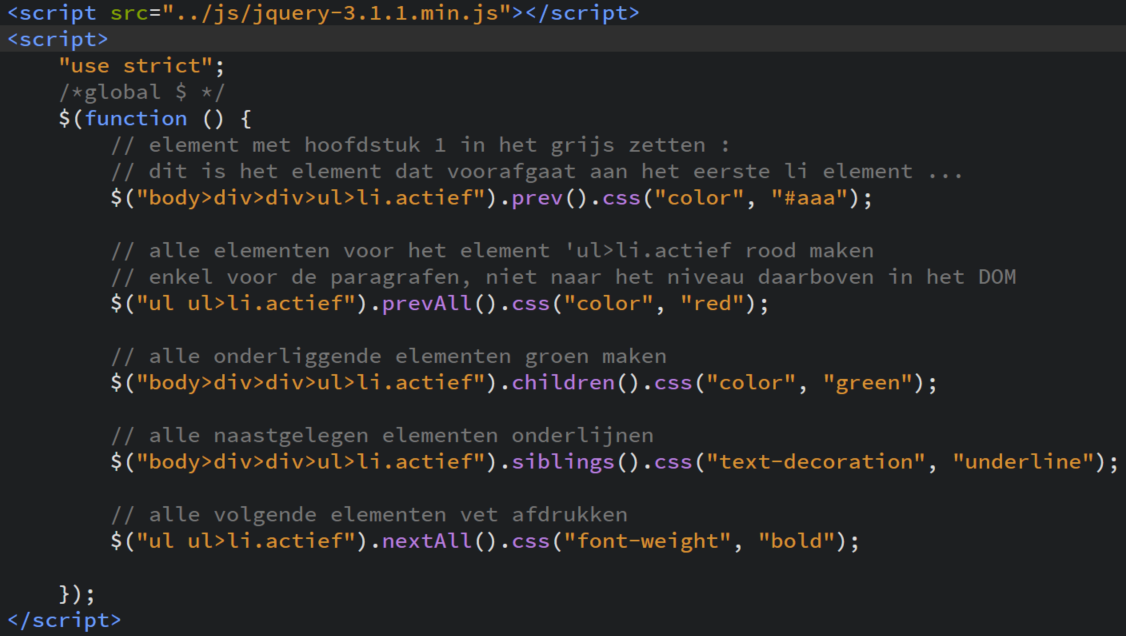 <script src="../js/jquery-3.1.1.min.js"></script>
<script>
    "use strict";
    /*global $ */
    $(function () {
        // element met hoofdstuk 1 in het grijs zetten :
        // dit is het element dat voorafgaat aan het eerste li element ...
        $("body>div>div>ul>li.actief").prev().css("color", "#aaa");

        // alle elementen voor het element 'ul>li.actief rood maken
        // enkel voor de paragrafen, niet naar het niveau daarboven in het DOM
        $("ul ul>li.actief").prevAll().css("color", "red");

        // alle onderliggende elementen groen maken
        $("body>div>div>ul>li.actief").children().css("color", "green");

        // alle naastgelegen elementen onderlijnen
        $("body>div>div>ul>li.actief").siblings().css("text-decoration", "underline");

        // alle volgende elementen vet afdrukken
        $("ul ul>li.actief").nextAll().css("font-weight", "bold");

    });
</script>